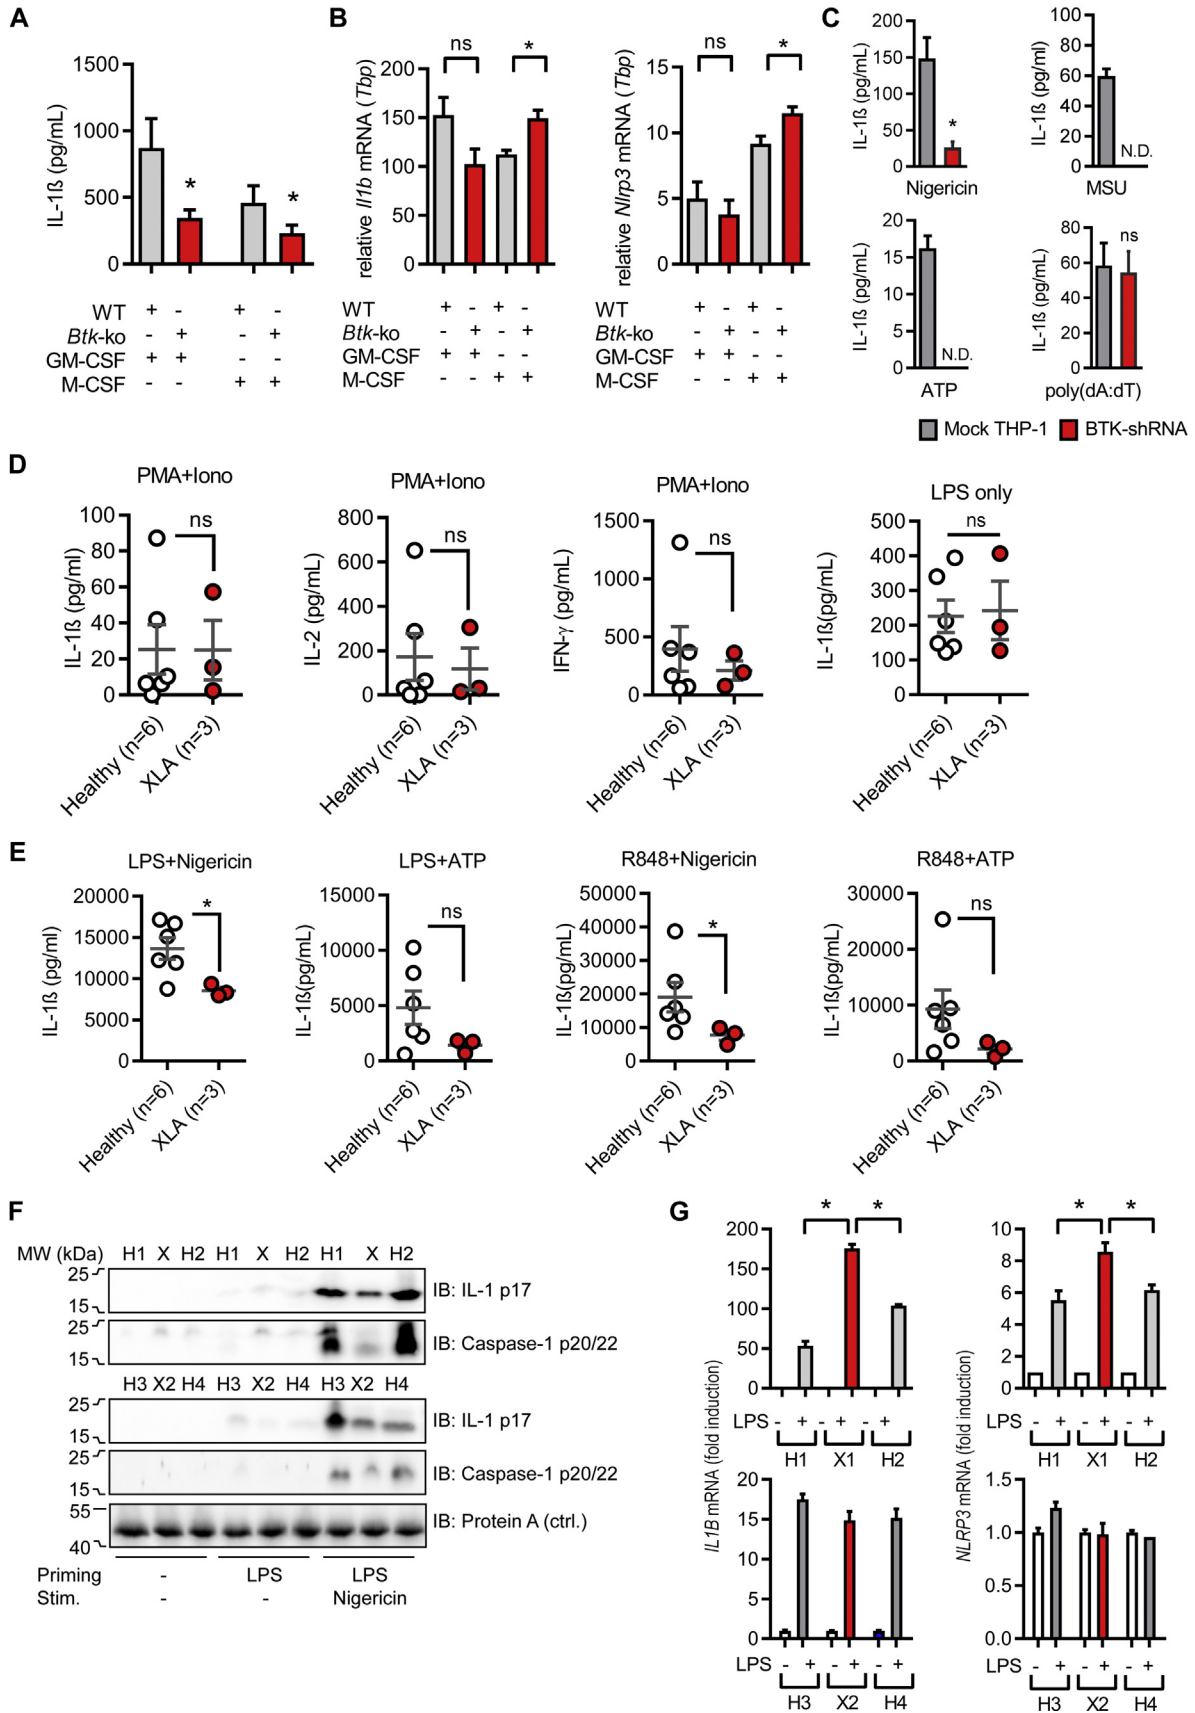 A
IL-1ß (pg/mL)
1500
1000
500
0
* *
WT + - + -
Btk-ko - + - +
GM-CSF + + - -
M-CSF - - + +
B
relative Il1b mRNA (Tbp)
200
150
100
50
0
ns *
WT + - + -
Btk-ko - + - +
GM-CSF + + - -
M-CSF - - + +
relative Nlrp3 mRNA (Tbp)
15
10
5
0
ns *
WT + - + -
Btk-ko - + - +
GM-CSF + + - -
M-CSF - - + +
C
IL-1ß (pg/mL)
200
150
100
50
0
*
Nigericin
IL-1ß (pg/ml)
100
80
60
40
20
0
N.D.
MSU
IL-1ß (pg/mL)
20
15
10
5
0
N.D.
ATP
IL-1ß (pg/mL)
80
60
40
20
0
ns
poly(dA:dT)
Mock THP-1 BTK-shRNA
D
PMA+Iono
IL-1ß (pg/ml)
100
80
60
40
20
0
ns
Healthy (n=6)
XLA (n=3)
PMA+Iono
IL-2 (pg/mL)
800
600
400
200
0
ns
Healthy (n=6)
XLA (n=3)
PMA+Iono
IFN-γ (pg/mL)
1500
1000
500
0
ns
Healthy (n=6)
XLA (n=3)
LPS only
IL-1ß(pg/mL)
500
400
300
200
100
0
ns
Healthy (n=6)
XLA (n=3)
E
LPS+Nigericin
IL-1ß (pg/ml)
20000
15000
10000
5000
0
*
Healthy (n=6)
XLA (n=3)
LPS+ATP
IL-1ß(pg/mL)
15000
10000
5000
0
ns
Healthy (n=6)
XLA (n=3)
R848+Nigericin
IL-1ß(pg/mL)
50000
40000
30000
20000
10000
0
*
Healthy (n=6)
XLA (n=3)
R848+ATP
IL-1ß(pg/mL)
30000
20000
10000
0
ns
Healthy (n=6)
XLA (n=3)
F
MW (kDa) H1 X H2 H1 X H2 H1 X H2
25
15
IB: IL-1 p17
25
15
IB: Caspase-1 p20/22
H3 X2 H4 H3 X2 H4 H3 X2 H4
25
15
IB: IL-1 p17
25
15
IB: Caspase-1 p20/22
55
40
IB: Protein A (ctrl.)
Priming - LPS LPS
Stim. - - Nigericin
G
IL1B mRNA (fold induction)
200
150
100
50
0
* *
LPS - + - + - +
H1 X1 H2
20
15
10
5
0
LPS - + - + - +
H3 X2 H4
NLRP3 mRNA (fold induction)
10
8
6
4
2
0
* *
LPS - + - + - +
H1 X1 H2
1.5
1.0
0.5
0.0
LPS - + - + - +
H3 X2 H4